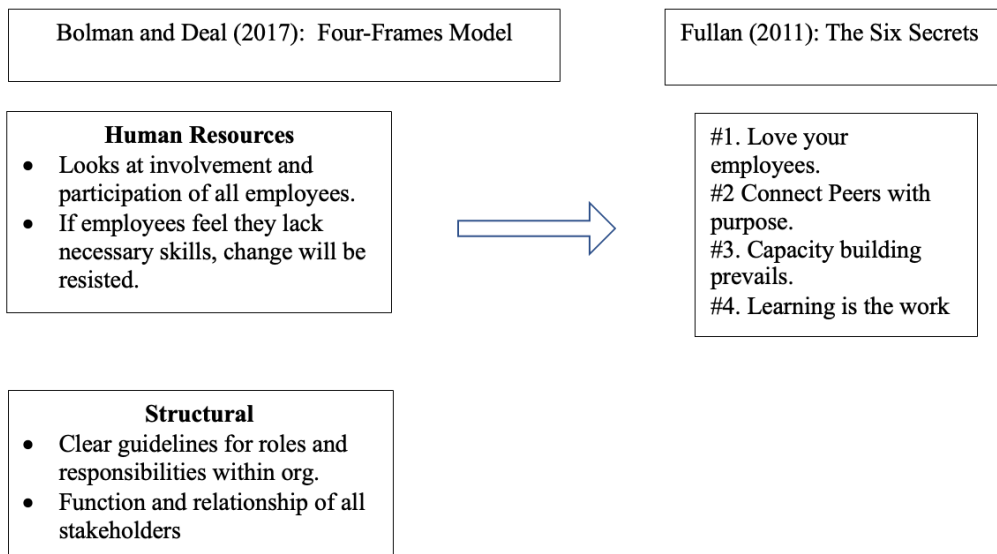 Bolman and Deal (2017):  Four-Frames Model
Fullan (2011): The Six Secrets
Human Resources
• Looks at involvement and
participation of all employees.
• If employees feel they lack
necessary skills, change will be
resisted.
#1. Love your
employees.
#2 Connect Peers with
purpose.
#3. Capacity building
prevails.
#4. Learning is the work
Structural
• Clear guidelines for roles and
responsibilities within org.
• Function and relationship of all
stakeholders